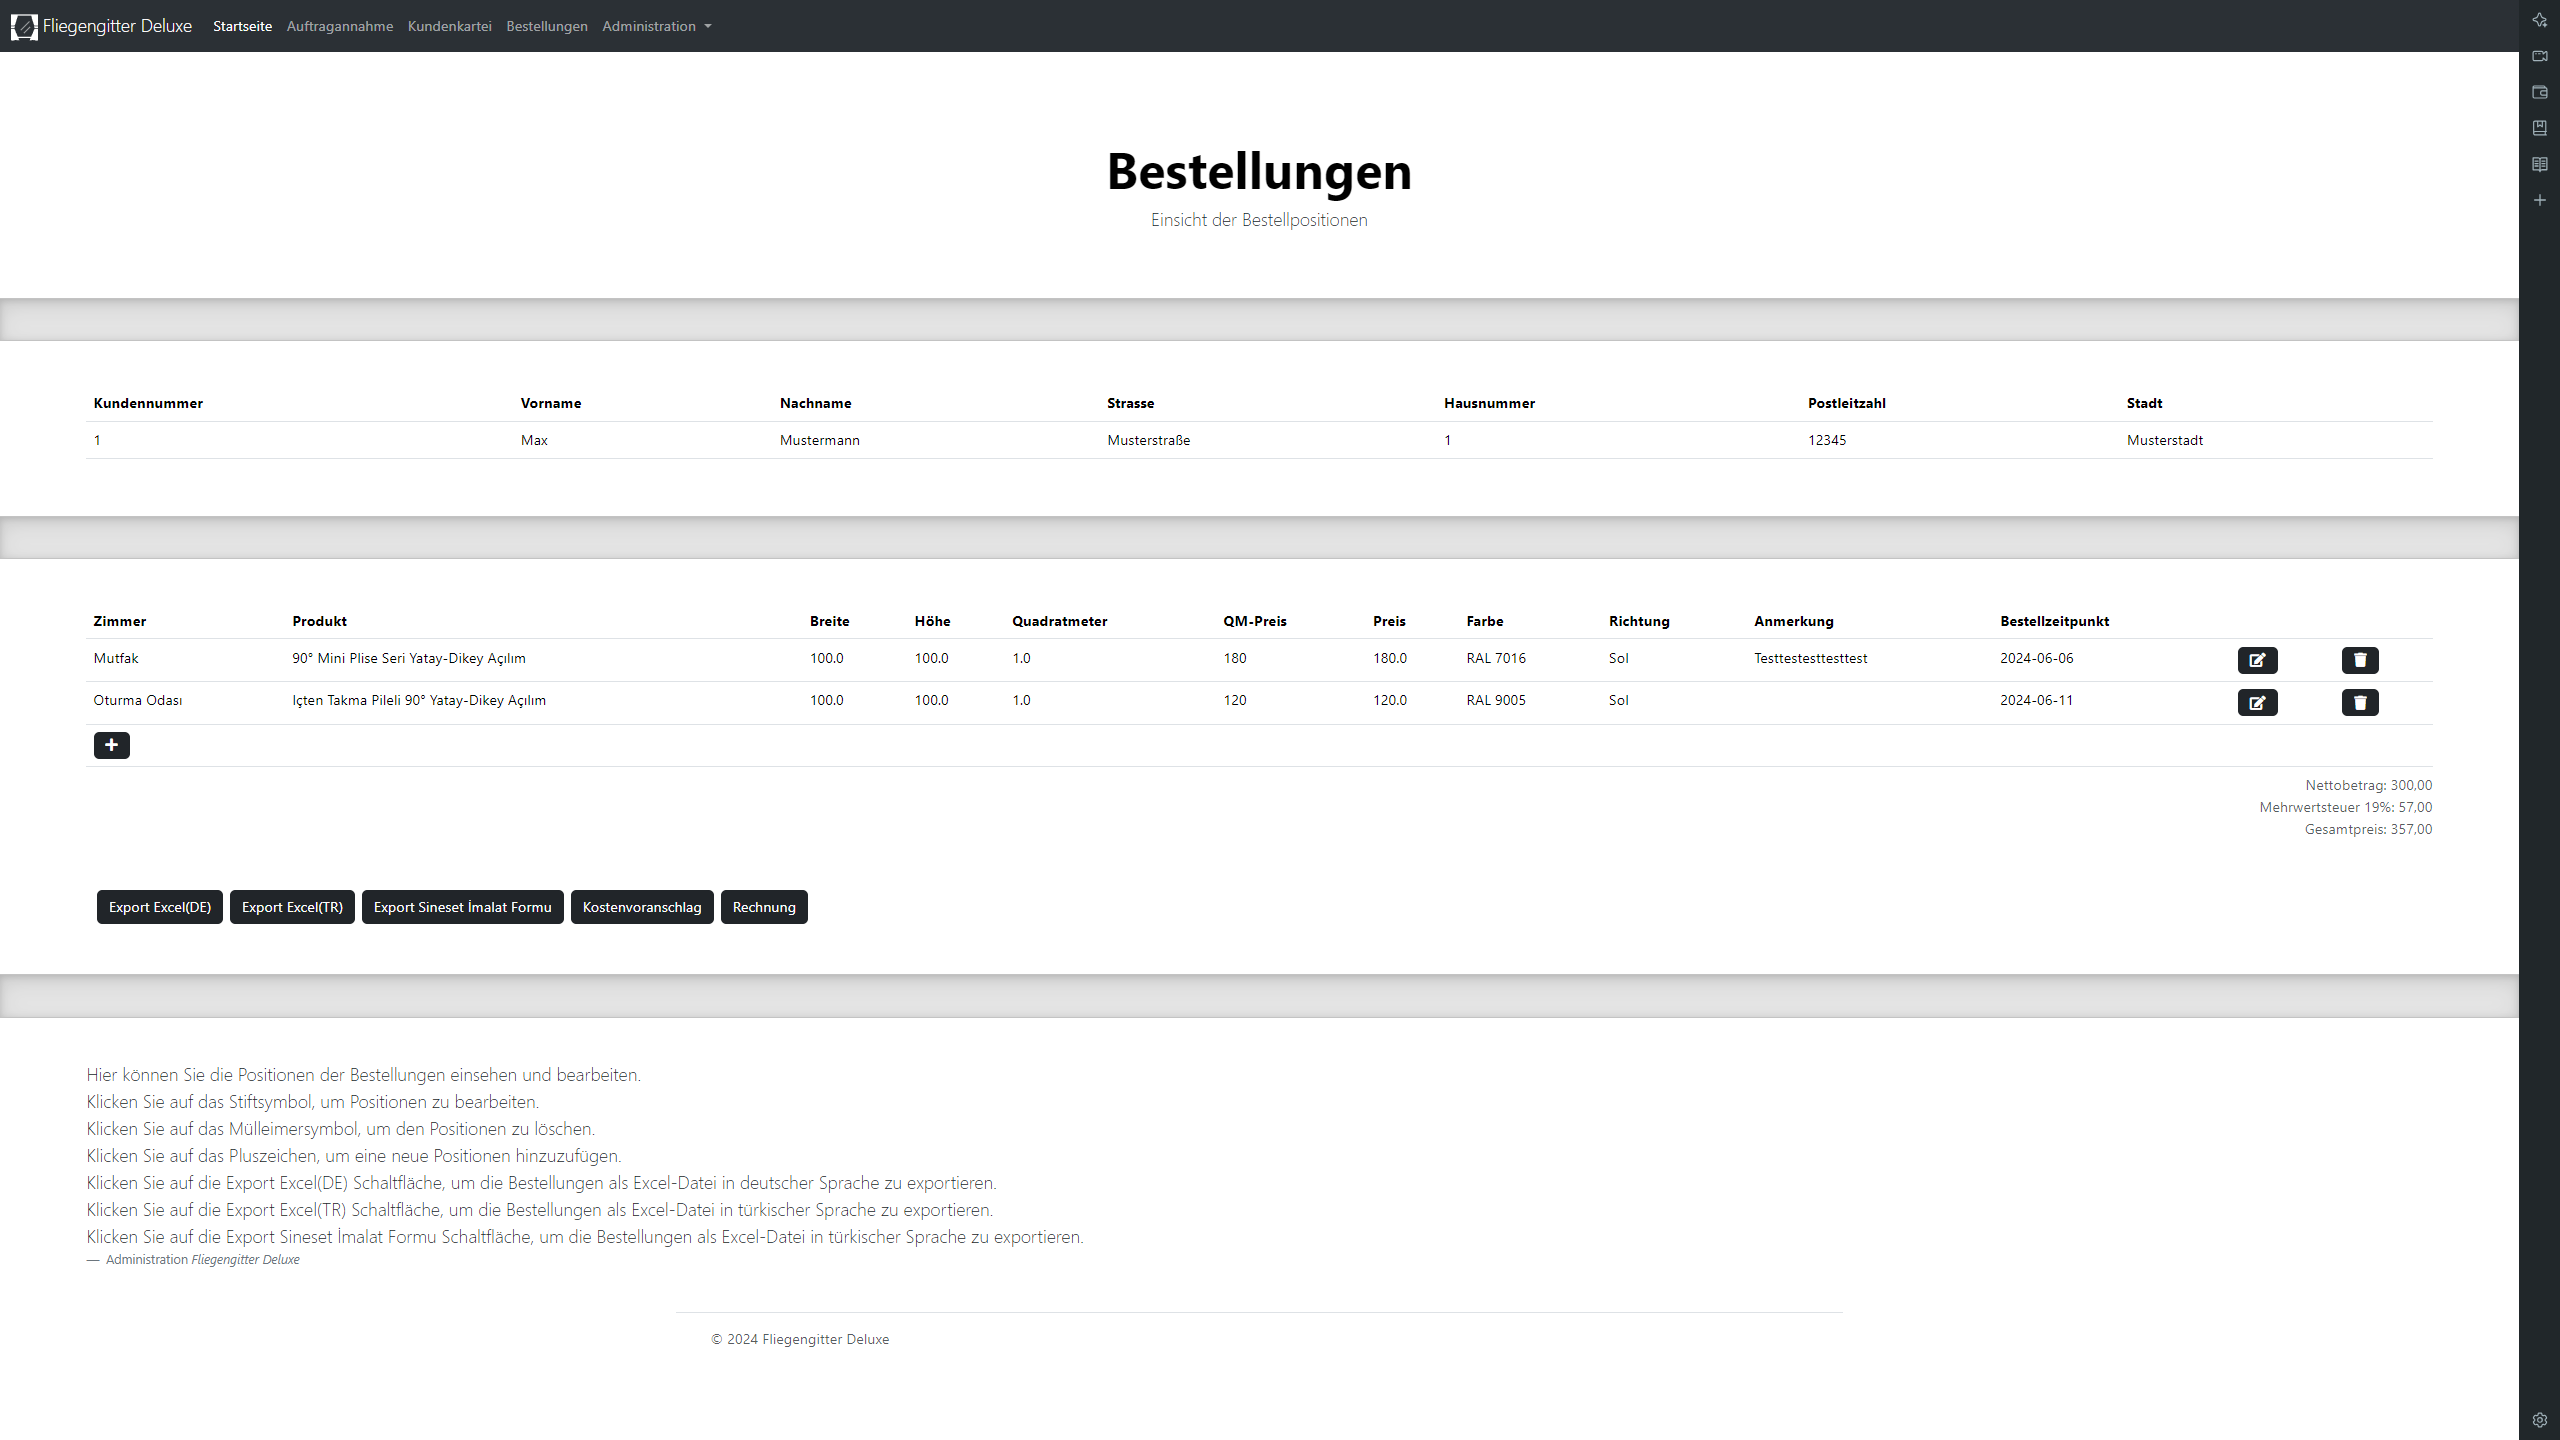 Fliegengitter Deluxe Startseite Auftragannahme Kundenkartei Bestellungen Administration
Bestellungen
Einsicht der Bestellpositionen
Kundennummer Vorname Nachname Strasse Hausnummer Postleitzahl Stadt
1 Max Mustermann Musterstraße 1 12345 Musterstadt
Zimmer Produkt Breite Höhe Quadratmeter QM-Preis Preis Farbe Richtung Anmerkung Bestellzeitpunkt
Mutfak 90° Mini Plise Seri Yatay-Dikey Açılım 100.0 100.0 1.0 180 180.0 RAL 7016 Sol Testtestesttesttest 2024-06-06
Oturma Odası Içten Takma Pileli 90° Yatay-Dikey Açılım 100.0 100.0 1.0 120 120.0 RAL 9005 Sol 2024-06-11
Nettobetrag: 300,00
Mehrwertsteuer 19%: 57,00
Gesamtpreis: 357,00
Export Excel(DE) Export Excel(TR) Export Sineset İmalat Formu Kostenvoranschlag Rechnung
Hier können Sie die Positionen der Bestellungen einsehen und bearbeiten.
Klicken Sie auf das Stiftsymbol, um Positionen zu bearbeiten.
Klicken Sie auf das Mülleimersymbol, um den Positionen zu löschen.
Klicken Sie auf das Pluszeichen, um eine neue Positionen hinzuzufügen.
Klicken Sie auf die Export Excel(DE) Schaltfläche, um die Bestellungen als Excel-Datei in deutscher Sprache zu exportieren.
Klicken Sie auf die Export Excel(TR) Schaltfläche, um die Bestellungen als Excel-Datei in türkischer Sprache zu exportieren.
Klicken Sie auf die Export Sineset İmalat Formu Schaltfläche, um die Bestellungen als Excel-Datei in türkischer Sprache zu exportieren.
— Administration Fliegengitter Deluxe
© 2024 Fliegengitter Deluxe